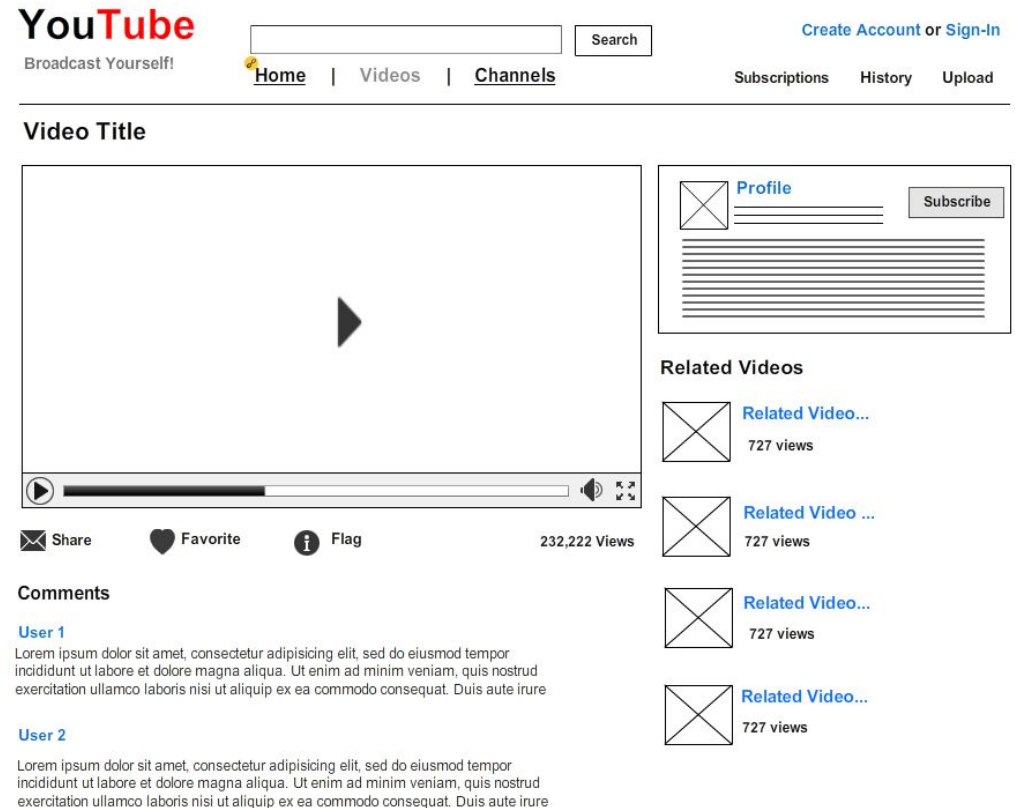 YouTube
Broadcast Yourself!
Search
Create Account or Sign-In
Home | Videos | Channels
Subscriptions History Upload
Video Title
Profile
Subscribe
Share Favorite Flag 232,222 Views
Comments
User 1
Lorem ipsum dolor sit amet, consectetur adipisicing elit, sed do eiusmod tempor
incididunt ut labore et dolore magna aliqua. Ut enim ad minim veniam, quis nostrud
exercitation ullamco laboris nisi ut aliquip ex ea commodo consequat. Duis aute irure
User 2
Lorem ipsum dolor sit amet, consectetur adipisicing elit, sed do eiusmod tempor
incididunt ut labore et dolore magna aliqua. Ut enim ad minim veniam, quis nostrud
exercitation ullamco laboris nisi ut aliquip ex ea commodo consequat. Duis aute irure
Related Videos
Related Video...
727 views
Related Video ...
727 views
Related Video...
727 views
Related Video...
727 views